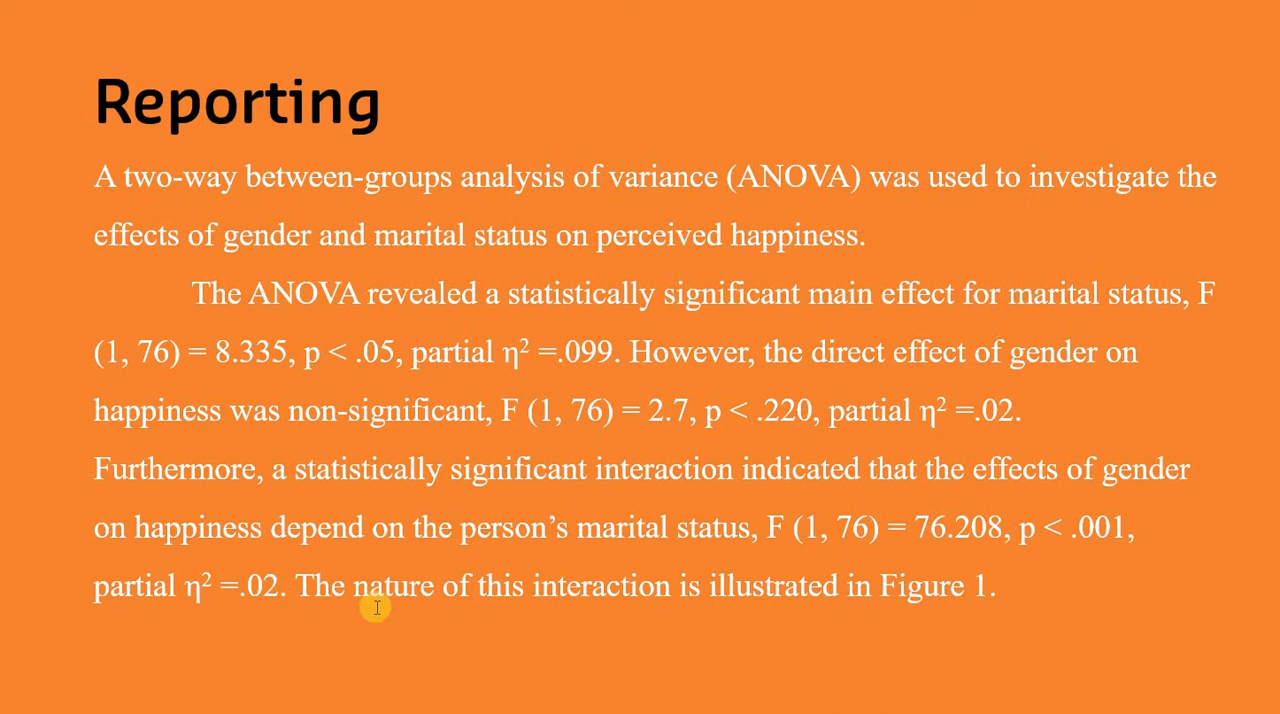 Reporting
A two-way between-groups analysis of variance (ANOVA) was used to investigate the
effects of gender and marital status on perceived happiness.
The ANOVA revealed a statistically significant main effect for marital status, F
(1, 76) = 8.335, p < .05, partial η² =.099. However, the direct effect of gender on
happiness was non-significant, F (1, 76) = 2.7, p < .220, partial η² =.02.
Furthermore, a statistically significant interaction indicated that the effects of gender
on happiness depend on the person’s marital status, F (1, 76) = 76.208, p < .001,
partial η² =.02. The nature of this interaction is illustrated in Figure 1.